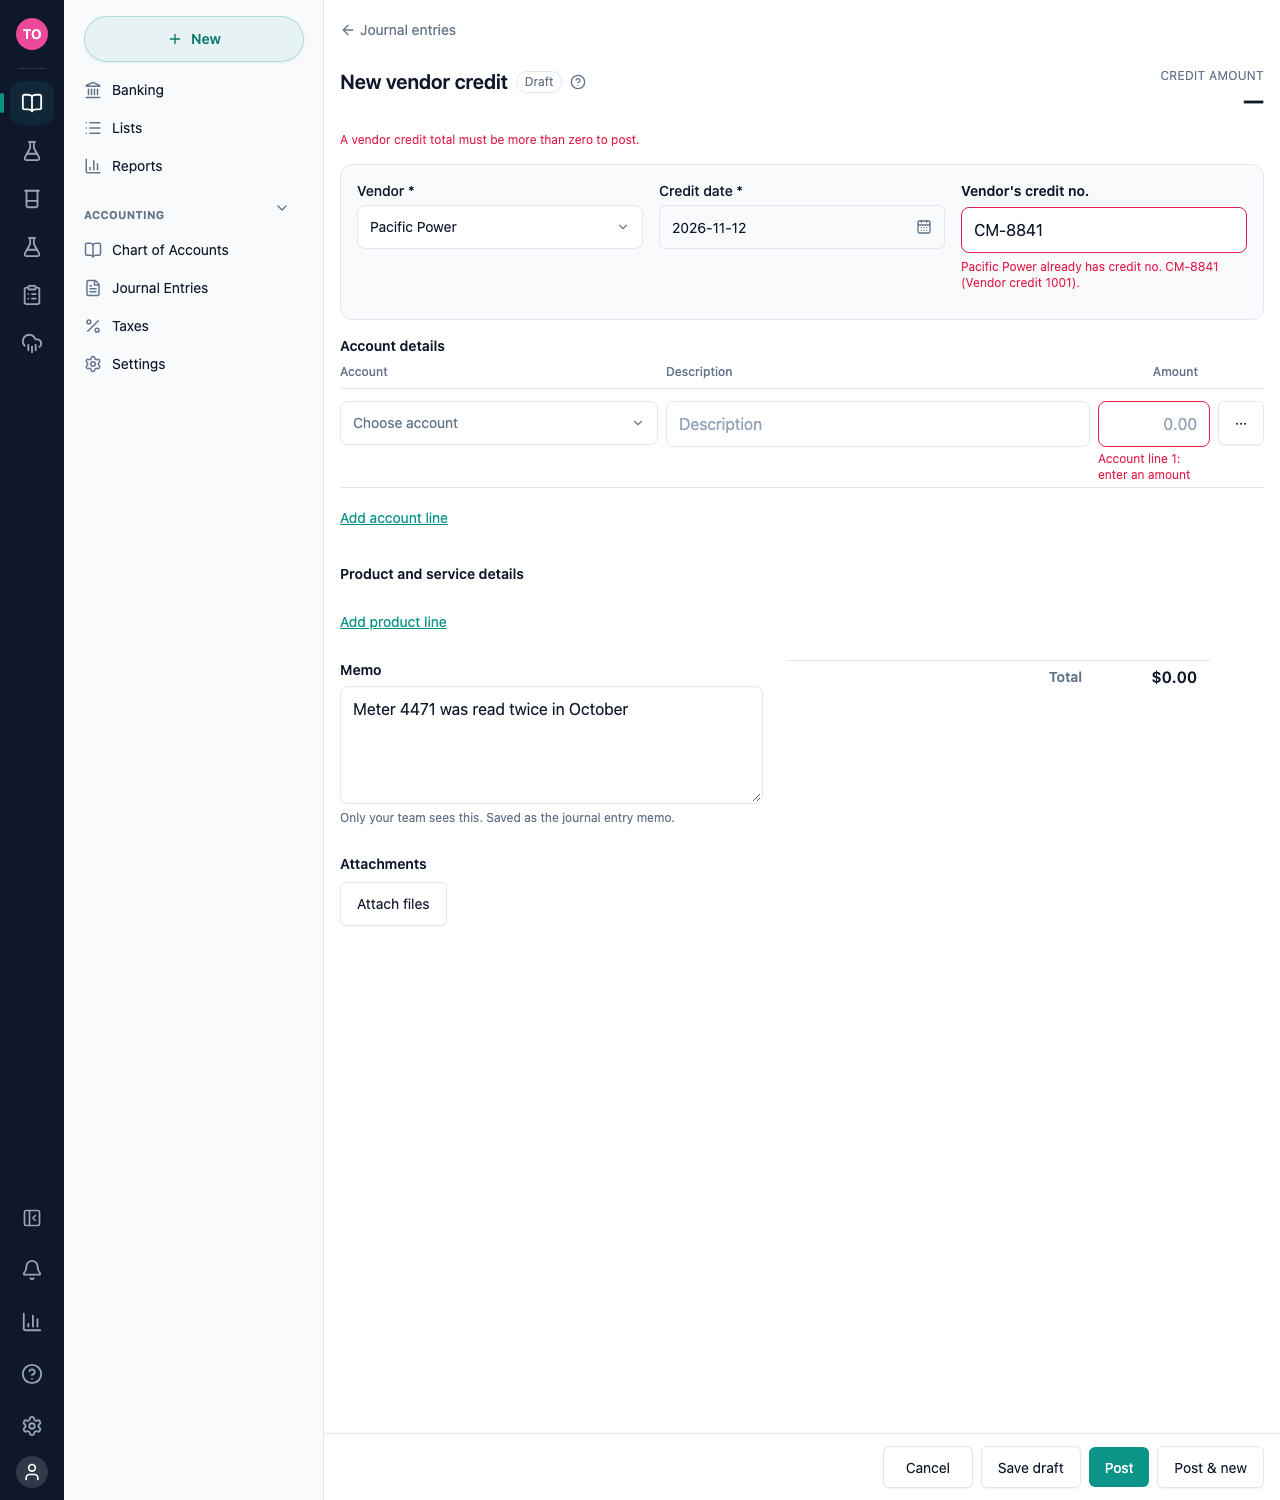 TO
New
Banking
Lists
Reports
ACCOUNTING
Chart of Accounts
Journal Entries
Taxes
Settings
Journal entries
New vendor credit
Draft
CREDIT AMOUNT
—
A vendor credit total must be more than zero to post.
Vendor *
Pacific Power
Credit date *
2026-11-12
Vendor's credit no.
CM-8841
Pacific Power already has credit no. CM-8841
(Vendor credit 1001).
Account details
Account
Description
Amount
Choose account
Description
0.00
...
Account line 1:
enter an amount
Add account line
Product and service details
Add product line
Memo
Meter 4471 was read twice in October
Only your team sees this. Saved as the journal entry memo.
Total
$0.00
Attachments
Attach files
Cancel
Save draft
Post
Post & new